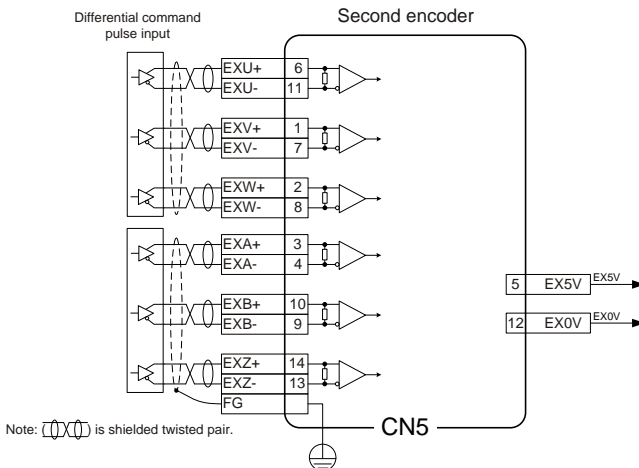 Differential command
pulse input
Second encoder
EXU+ 6
EXU- 11
EXV+ 1
EXV- 7
EXW+ 2
EXW- 8
EXA+ 3
EXA- 4
EXB+ 10
EXB- 9
EXZ+ 14
EXZ- 13
FG
5 EX5V EX5V
12 EX0V EX0V
CN5
Note: is shielded twisted pair.